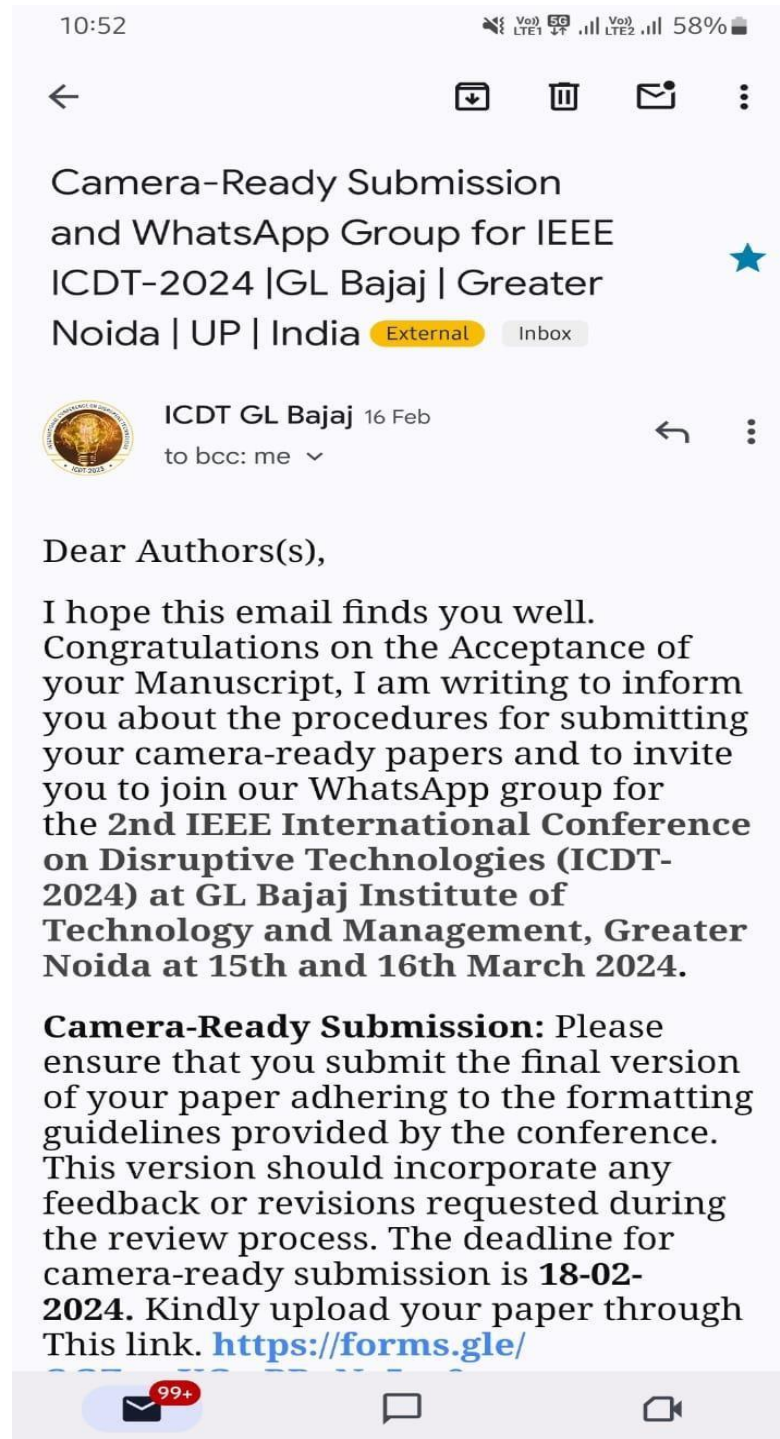 10:52
Vo)) LTE1 5G Vo)) LTE2 58%
Camera-Ready Submission
and WhatsApp Group for IEEE
ICDT-2024 |GL Bajaj | Greater
Noida | UP | India External Inbox
ICDT GL Bajaj 16 Feb
to bcc: me
Dear Authors(s),
I hope this email finds you well.
Congratulations on the Acceptance of
your Manuscript, I am writing to inform
you about the procedures for submitting
your camera-ready papers and to invite
you to join our WhatsApp group for
the 2nd IEEE International Conference
on Disruptive Technologies (ICDT-
2024) at GL Bajaj Institute of
Technology and Management, Greater
Noida at 15th and 16th March 2024.
Camera-Ready Submission: Please
ensure that you submit the final version
of your paper adhering to the formatting
guidelines provided by the conference.
This version should incorporate any
feedback or revisions requested during
the review process. The deadline for
camera-ready submission is 18-02-
2024. Kindly upload your paper through
This link. https://forms.gle/
99+